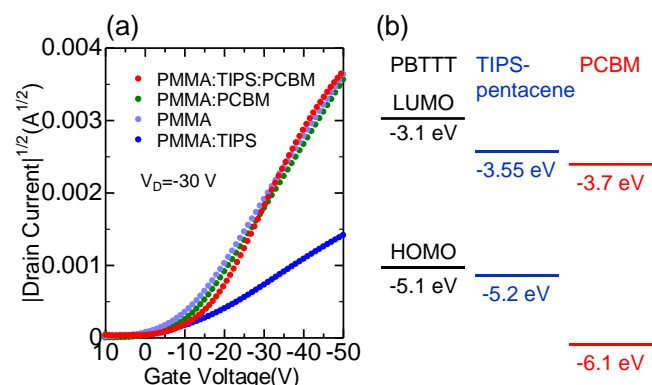 (a)
|Drain Current|^1/2(A^1/2)
0.004
0.003
0.002
0.001
0
PMMA:TIPS:PCBM
PMMA:PCBM
PMMA
PMMA:TIPS
V_D=-30 V
10 0 -10 -20 -30 -40 -50
Gate Voltage(V)
(b)
PBTTT
LUMO
-3.1 eV
HOMO
-5.1 eV
TIPS-
pentacene
-3.55 eV
-5.2 eV
PCBM
-3.7 eV
-6.1 eV